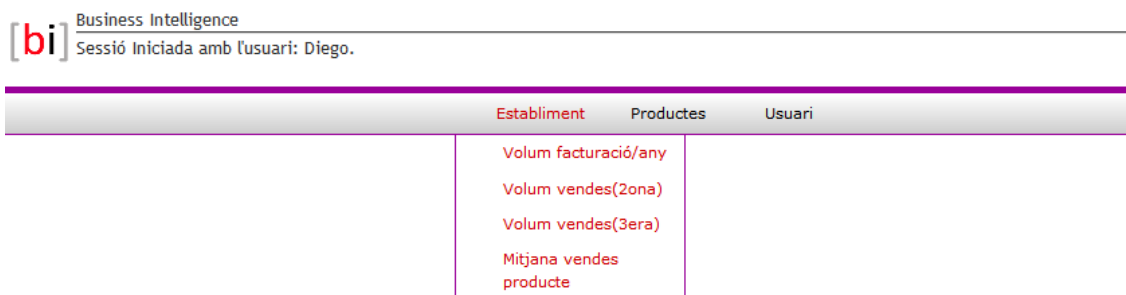 [bi] Business Intelligence
Sessió Iniciada amb l'usuari: Diego.
Establiment Productes Usuari
Volum facturació/any
Volum vendes(2ona)
Volum vendes(3era)
Mitjana vendes
producte